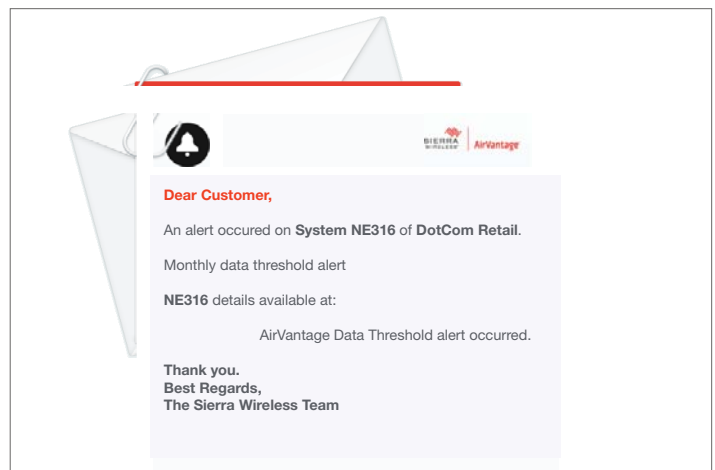 SIERRA
WIRELESS
AirVantage
Dear Customer,
An alert occured on System NE316 of DotCom Retail.
Monthly data threshold alert
NE316 details available at:
AirVantage Data Threshold alert occurred.
Thank you.
Best Regards,
The Sierra Wireless Team